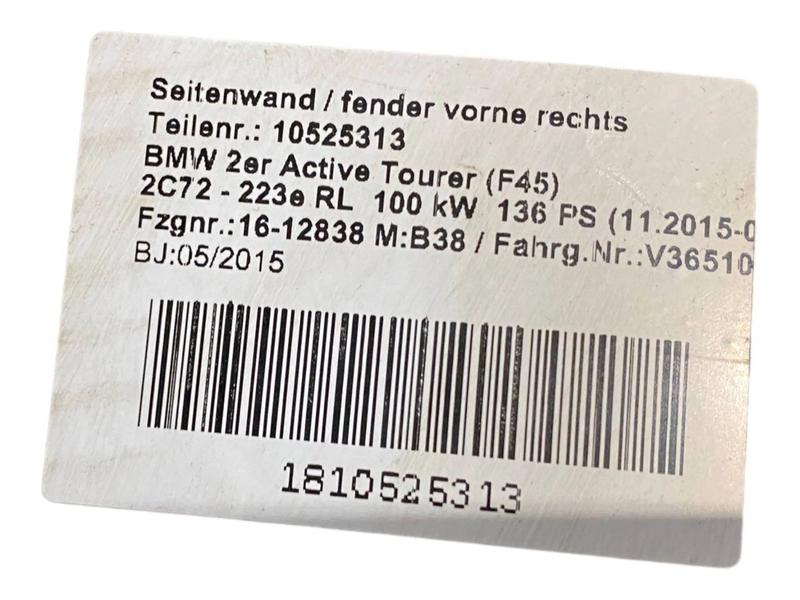 Seitenwand / fender vorne rechts
Teilenr.: 10525313
BMW 2er Active Tourer (F45)
2C72 - 223e RL 100 kW 136 PS (11.2015-0
Fzgnr.:16-12838 M:B38 / Fahrg.Nr.:V36510
BJ:05/2015
1810525313